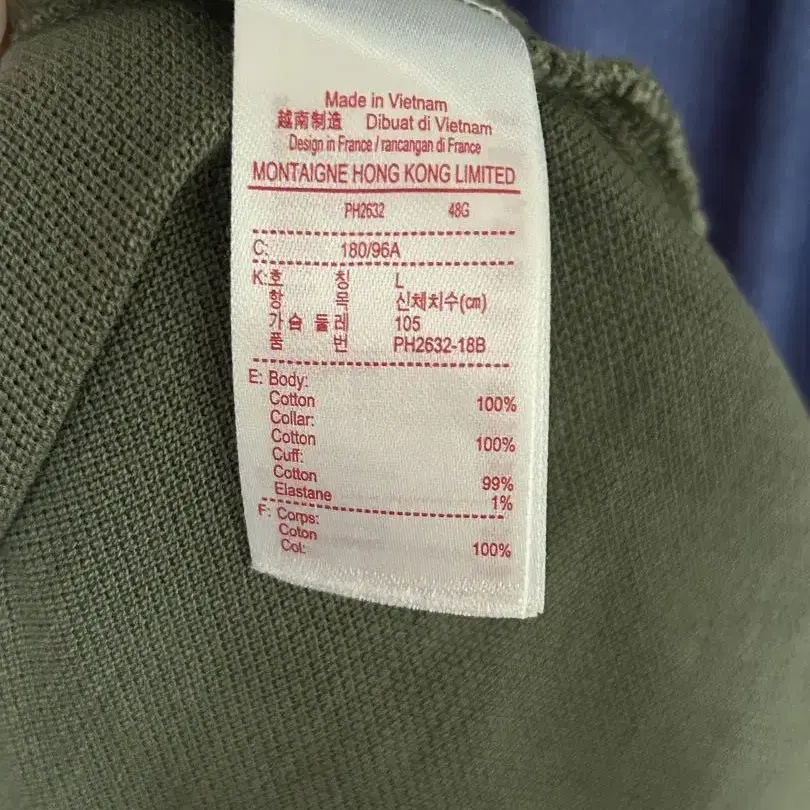 Made in Vietnam
越南制造 Dibuat di Vietnam
Design in France / rancangan di France
MONTAIGNE HONG KONG LIMITED
PH2632 48G
C: 180/96A
K:호 칭 L
항 목 신체치수(cm)
가슴 둘레 105
품 번 PH2632-18B
E: Body:
Cotton 100%
Collar:
Cotton 100%
Cuff:
Cotton 99%
Elastane 1%
F: Corps:
Coton 100%
Col: